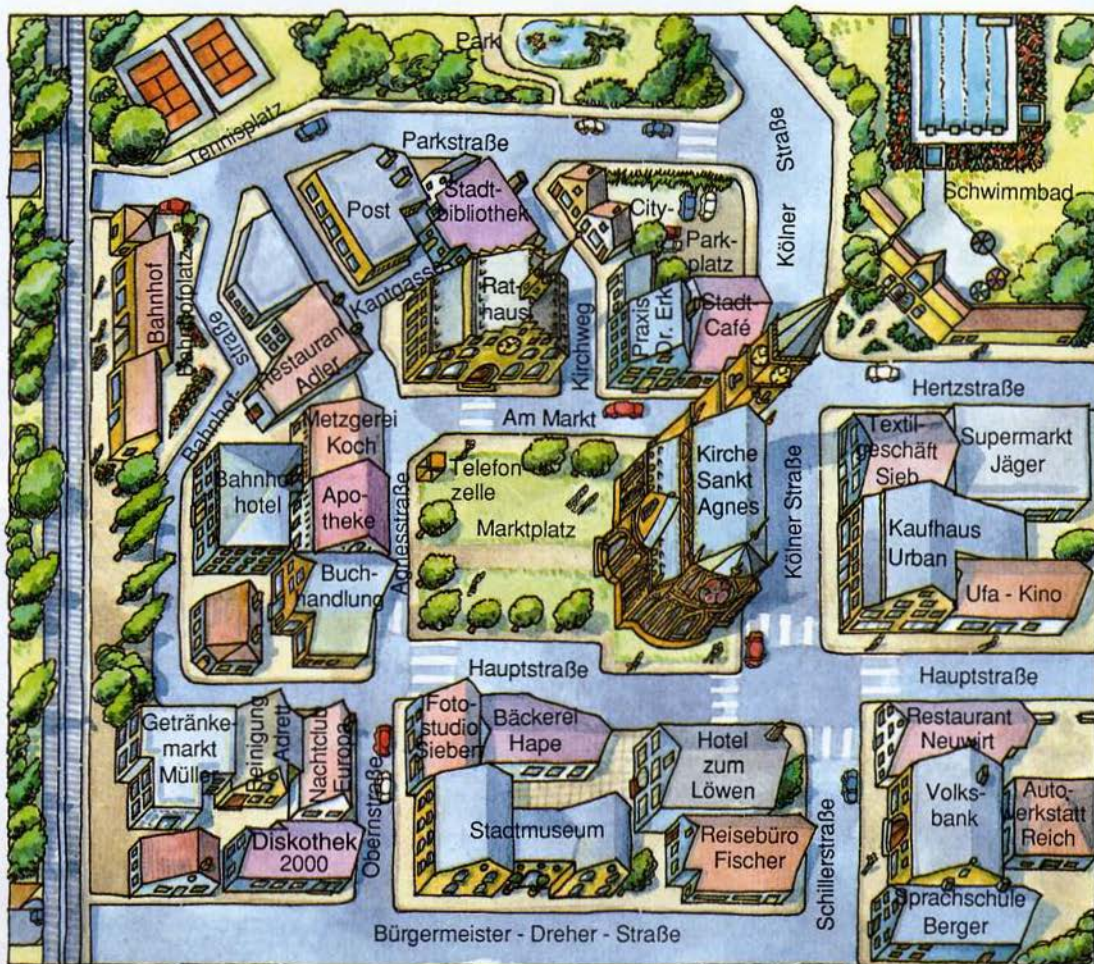 Park
Tennisplatz
Parkstraße
Kölner Straße
Schwimmbad
Post
Stadt-
bibliothek
City-
Park-
platz
Bahnhof
Bahnhofplatz
Bahnhof-
straße
Restaurant
Adler
Kantgasse
Rat-
haus
Kirchweg
Praxis
Dr. Erk
Stadt-
Café
Hertzstraße
Am Markt
Metzgerei
Koch
Bahnhof
hotel
Apo-
theke
Agnesstraße
Telefon
zelle
Marktplatz
Kirche
Sankt
Agnes
Kölner Straße
Textil-
geschäft
Sieb
Supermarkt
Jäger
Kaufhaus
Urban
Ufa - Kino
Buch-
handlung
Hauptstraße
Hauptstraße
Getränke-
markt
Müller
Reinigung
Adrett
Nachtclub
Europa
Obernstraße
Foto-
studio
Sieben
Bäckerei
Hape
Hotel
zum
Löwen
Restaurant
Neuwirt
Volks-
bank
Auto-
werkstatt
Reich
Diskothek
2000
Stadtmuseum
Reisebüro
Fischer
Schillerstraße
Sprachschule
Berger
Bürgermeister - Dreher - Straße